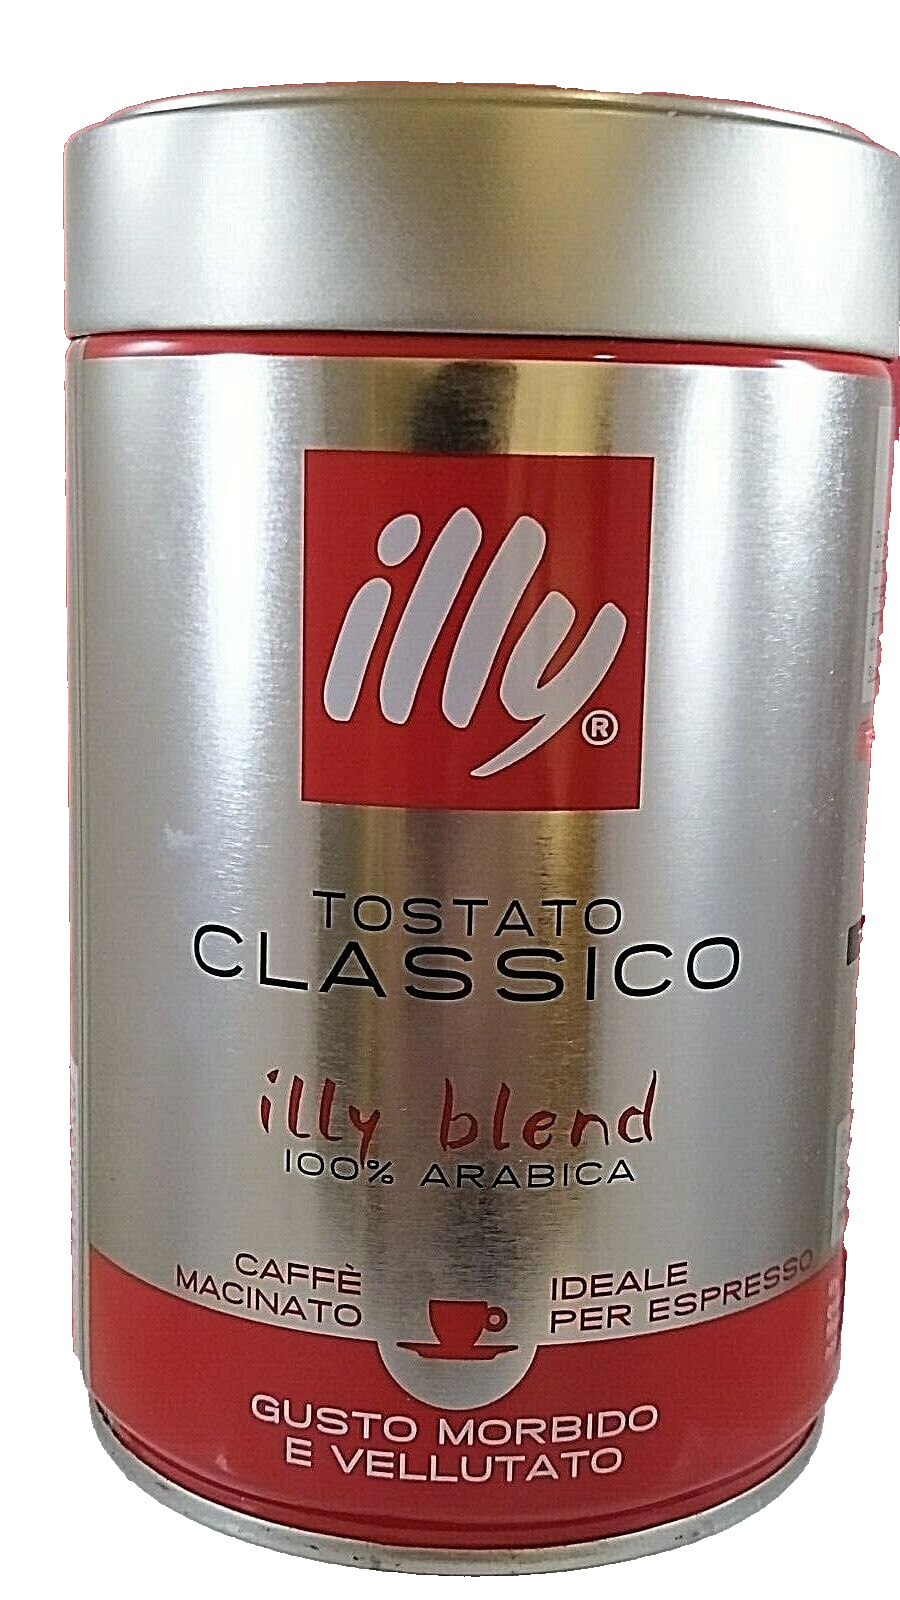 illy®
TOSTATO
CLASSICO
illy blend
100% ARABICA
CAFFÈ
MACINATO
IDEALE
PER ESPRESSO
GUSTO MORBIDO
E VELLUTATO